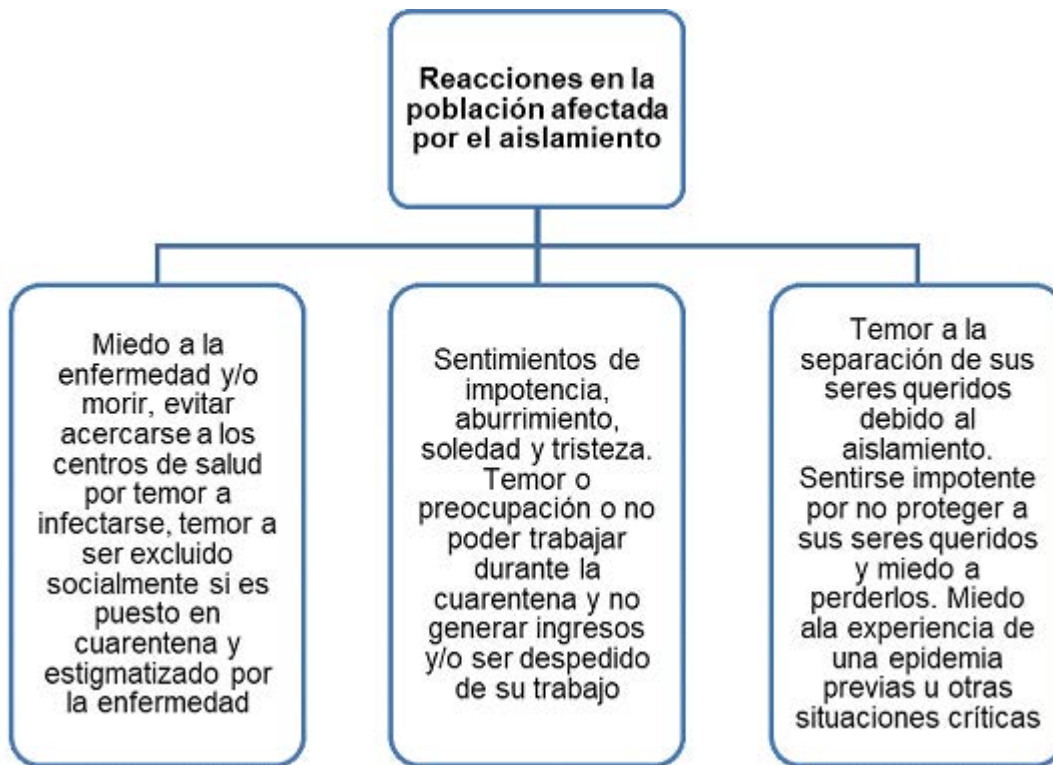 Reacciones en la
población afectada
por el aislamiento
Miedo a la
enfermedad y/o
morir, evitar
acercarse a los
centros de salud
por temor a
infectarse, temor a
ser excluido
socialmente si es
puesto en
cuarentena y
estigmatizado por
la enfermedad
Sentimientos de
impotencia,
aburrimiento,
soledad y tristeza.
Temor o
preocupación o no
poder trabajar
durante la
cuarentena y no
generar ingresos
y/o ser despedido
de su trabajo
Temor a la
separación de sus
seres queridos
debido al
aislamiento.
Sentirse impotente
por no proteger a
sus seres queridos
y miedo a
perderlos. Miedo
ala experiencia de
una epidemia
previas u otras
situaciones críticas